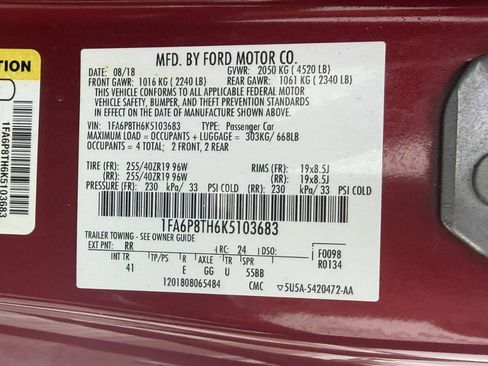 MFD. BY FORD MOTOR CO.
DATE: 08/18 GVWR: 2050 KG ( 4520 LB)
FRONT GAWR: 1016 KG ( 2240 LB) REAR GAWR: 1061 KG ( 2340 LB)
THIS VEHICLE CONFORMS TO ALL APPLICABLE FEDERAL MOTOR
VEHICLE SAFETY, BUMPER, AND THEFT PREVENTION STANDARDS
IN EFFECT ON THE DATE OF MANUFACTURE SHOWN ABOVE.
VIN: 1FA6P8TH6K5103683 TYPE: Passenger Car
MAXIMUM LOAD = OCCUPANTS + LUGGAGE = 303KG/ 668LB
OCCUPANTS = 4 TOTAL; 2 FRONT, 2 REAR
TIRE (FR): 255/40ZR19 96W RIMS (FR): 19x8.5J
(RR): 255/40ZR19 96W (RR): 19x8.5J
PRESSURE (FR): 230 kPa/ 33 PSI COLD (RR): 230 kPa/ 33 PSI COLD
1FA6P8TH6K5103683
TRAILER TOWING - SEE OWNER GUIDE
EXT PNT: RR RC: 24 DSO: F0098
R0134
INT TR TP/PS R AXLE TR SPR
41 E GG U 55BB
1201808065484 CMC 5U5A-5420472-AA
1FA6P8TH6K5103683